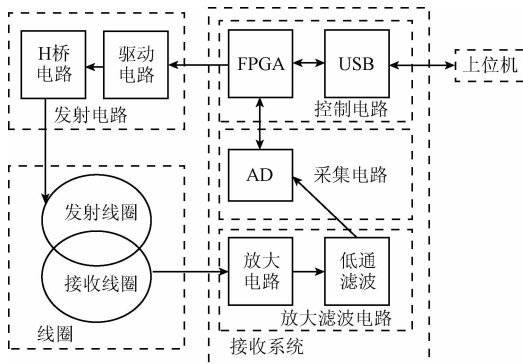 H桥
电路
驱动
电路
发射电路
FPGA
USB
控制电路
上位机
AD
采集电路
发射线圈
接收线圈
线圈
放大
电路
低通
滤波
放大滤波电路
接收系统